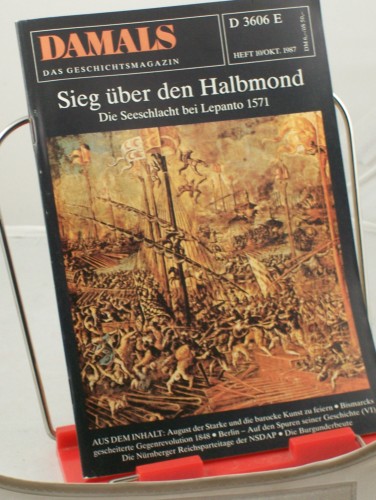 DAMALS
DAS GESCHICHTSMAGAZIN
D 3606 E
HEFT 10/OKT. 1987
Sieg über den Halbmond
Die Seeschlacht bei Lepanto 1571
AUS DEM INHALT: August der Starke und die barocke Kunst zu feiern • Bismarcks
gescheiterte Gegenrevolution 1848 • Berlin – Auf den Spuren seiner Geschichte (VI)
Die Nürnberger Reichsparteitage der NSDAP • Die Burgunderbeute